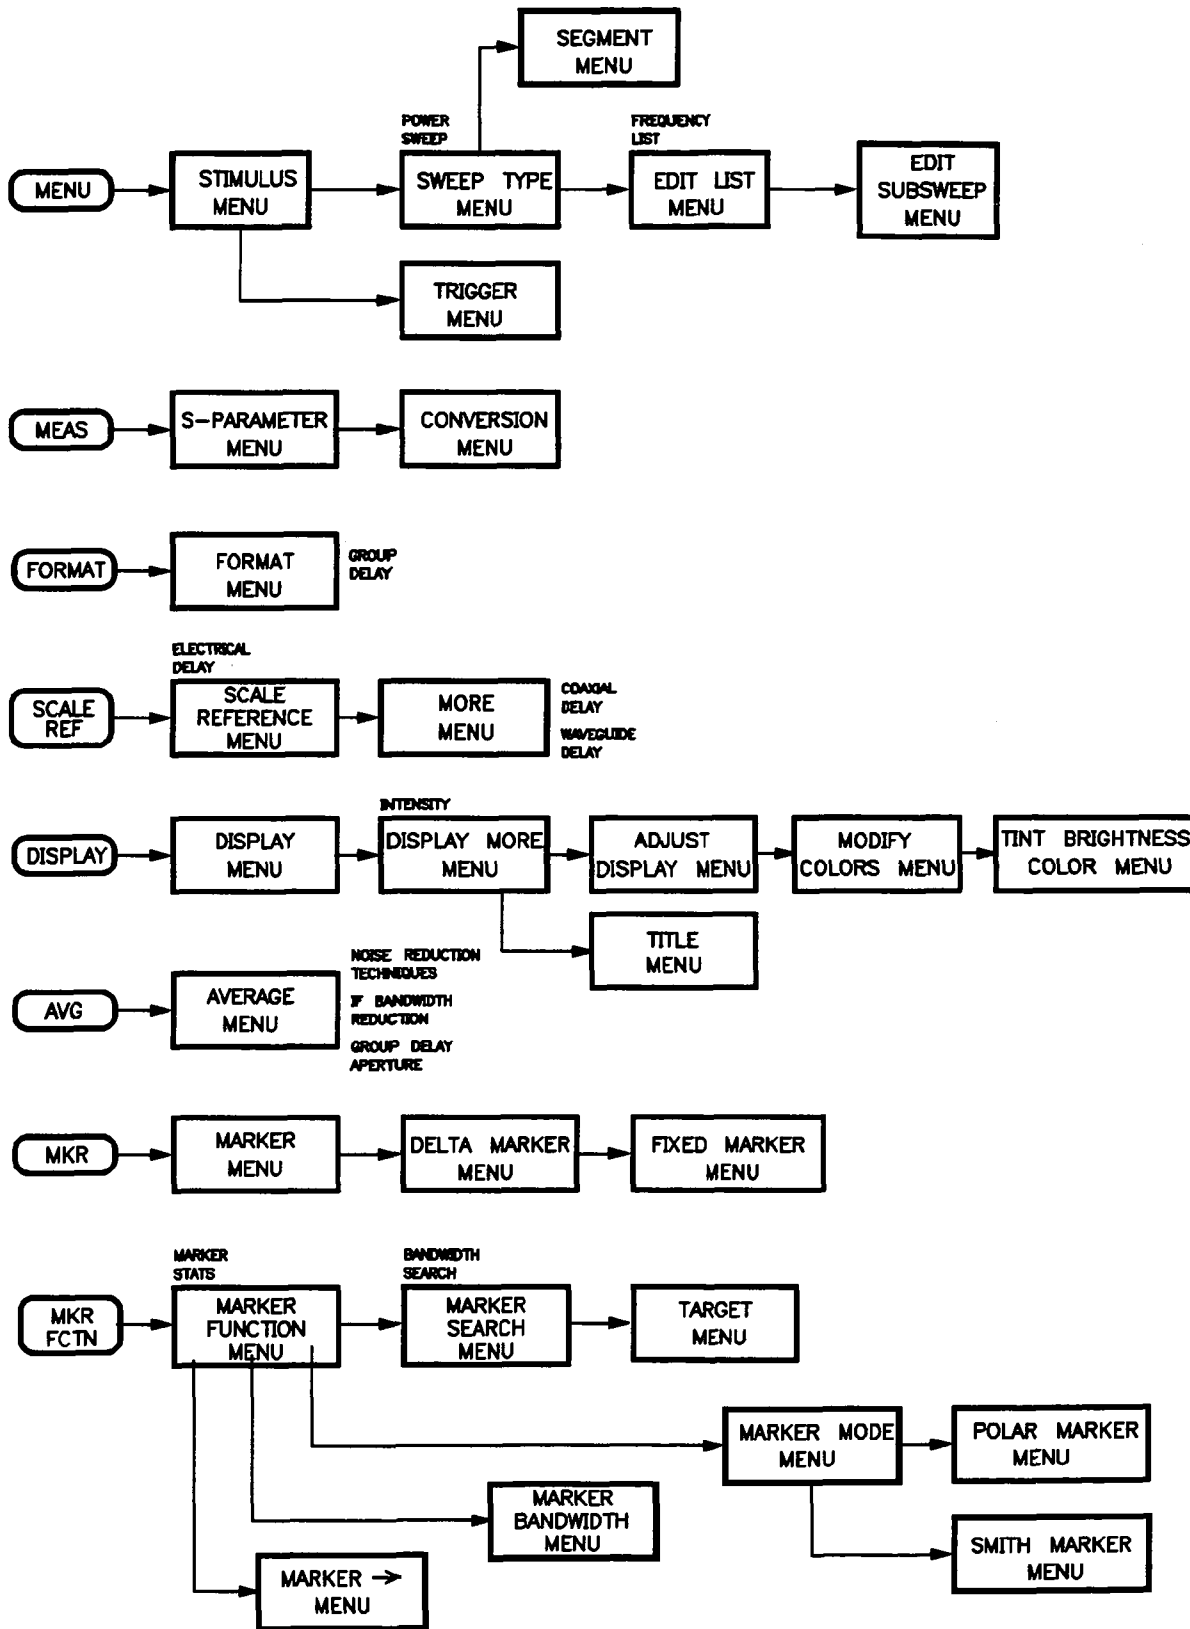 SEGMENT
MENU
POWER
SWEEP
FREQUENCY
LIST
MENU
STIMULUS
MENU
SWEEP TYPE
MENU
EDIT LIST
MENU
EDIT
SUBSWEEP
MENU
TRIGGER
MENU
MEAS
S-PARAMETER
MENU
CONVERSION
MENU
FORMAT
FORMAT
MENU
GROUP
DELAY
ELECTRICAL
DELAY
SCALE
REF
SCALE
REFERENCE
MENU
MORE
MENU
COAXIAL
DELAY
WAVEGUIDE
DELAY
INTENSITY
DISPLAY
DISPLAY
MENU
DISPLAY MORE
MENU
ADJUST
DISPLAY MENU
MODIFY
COLORS MENU
TINT BRIGHTNESS
COLOR MENU
TITLE
MENU
AVG
AVERAGE
MENU
NOISE REDUCTION
TECHNIQUES
IF BANDWIDTH
REDUCTION
GROUP DELAY
APERTURE
MKR
MARKER
MENU
DELTA MARKER
MENU
FIXED MARKER
MENU
MARKER
STATS
BANDWIDTH
SEARCH
MKR
FCTN
MARKER
FUNCTION
MENU
MARKER
SEARCH
MENU
TARGET
MENU
MARKER MODE
MENU
POLAR MARKER
MENU
MARKER
BANDWIDTH
MENU
SMITH MARKER
MENU
MARKER →
MENU